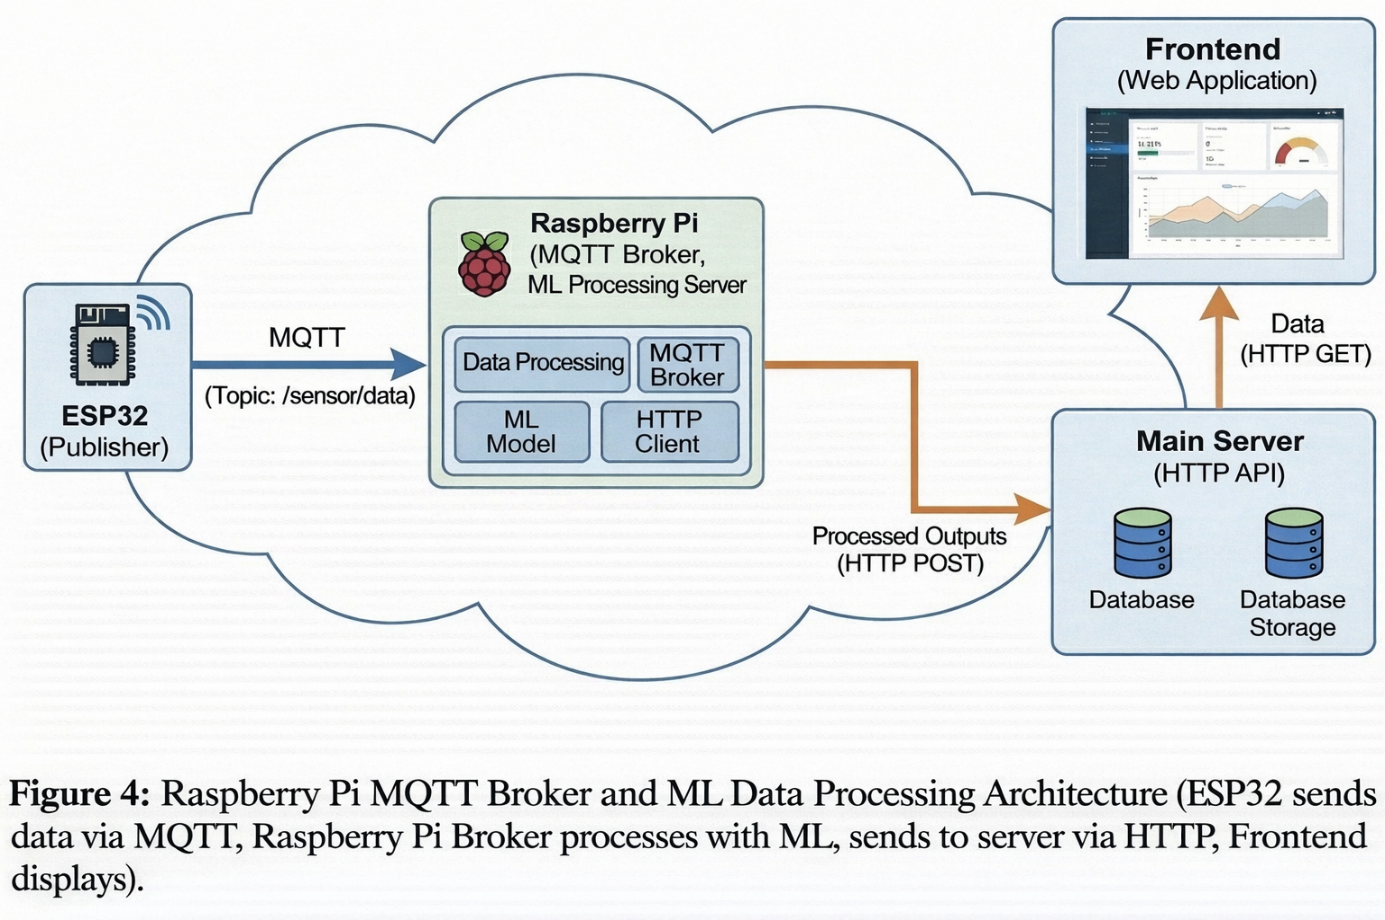 Frontend
(Web Application)
Raspberry Pi
(MQTT Broker,
ML Processing Server
Data Processing
MQTT
Broker
ML
Model
HTTP
Client
MQTT
(Topic: /sensor/data)
ESP32
(Publisher)
Data
(HTTP GET)
Main Server
(HTTP API)
Database
Database
Storage
Processed Outputs
(HTTP POST)
Figure 4: Raspberry Pi MQTT Broker and ML Data Processing Architecture (ESP32 sends
data via MQTT, Raspberry Pi Broker processes with ML, sends to server via HTTP, Frontend
displays).